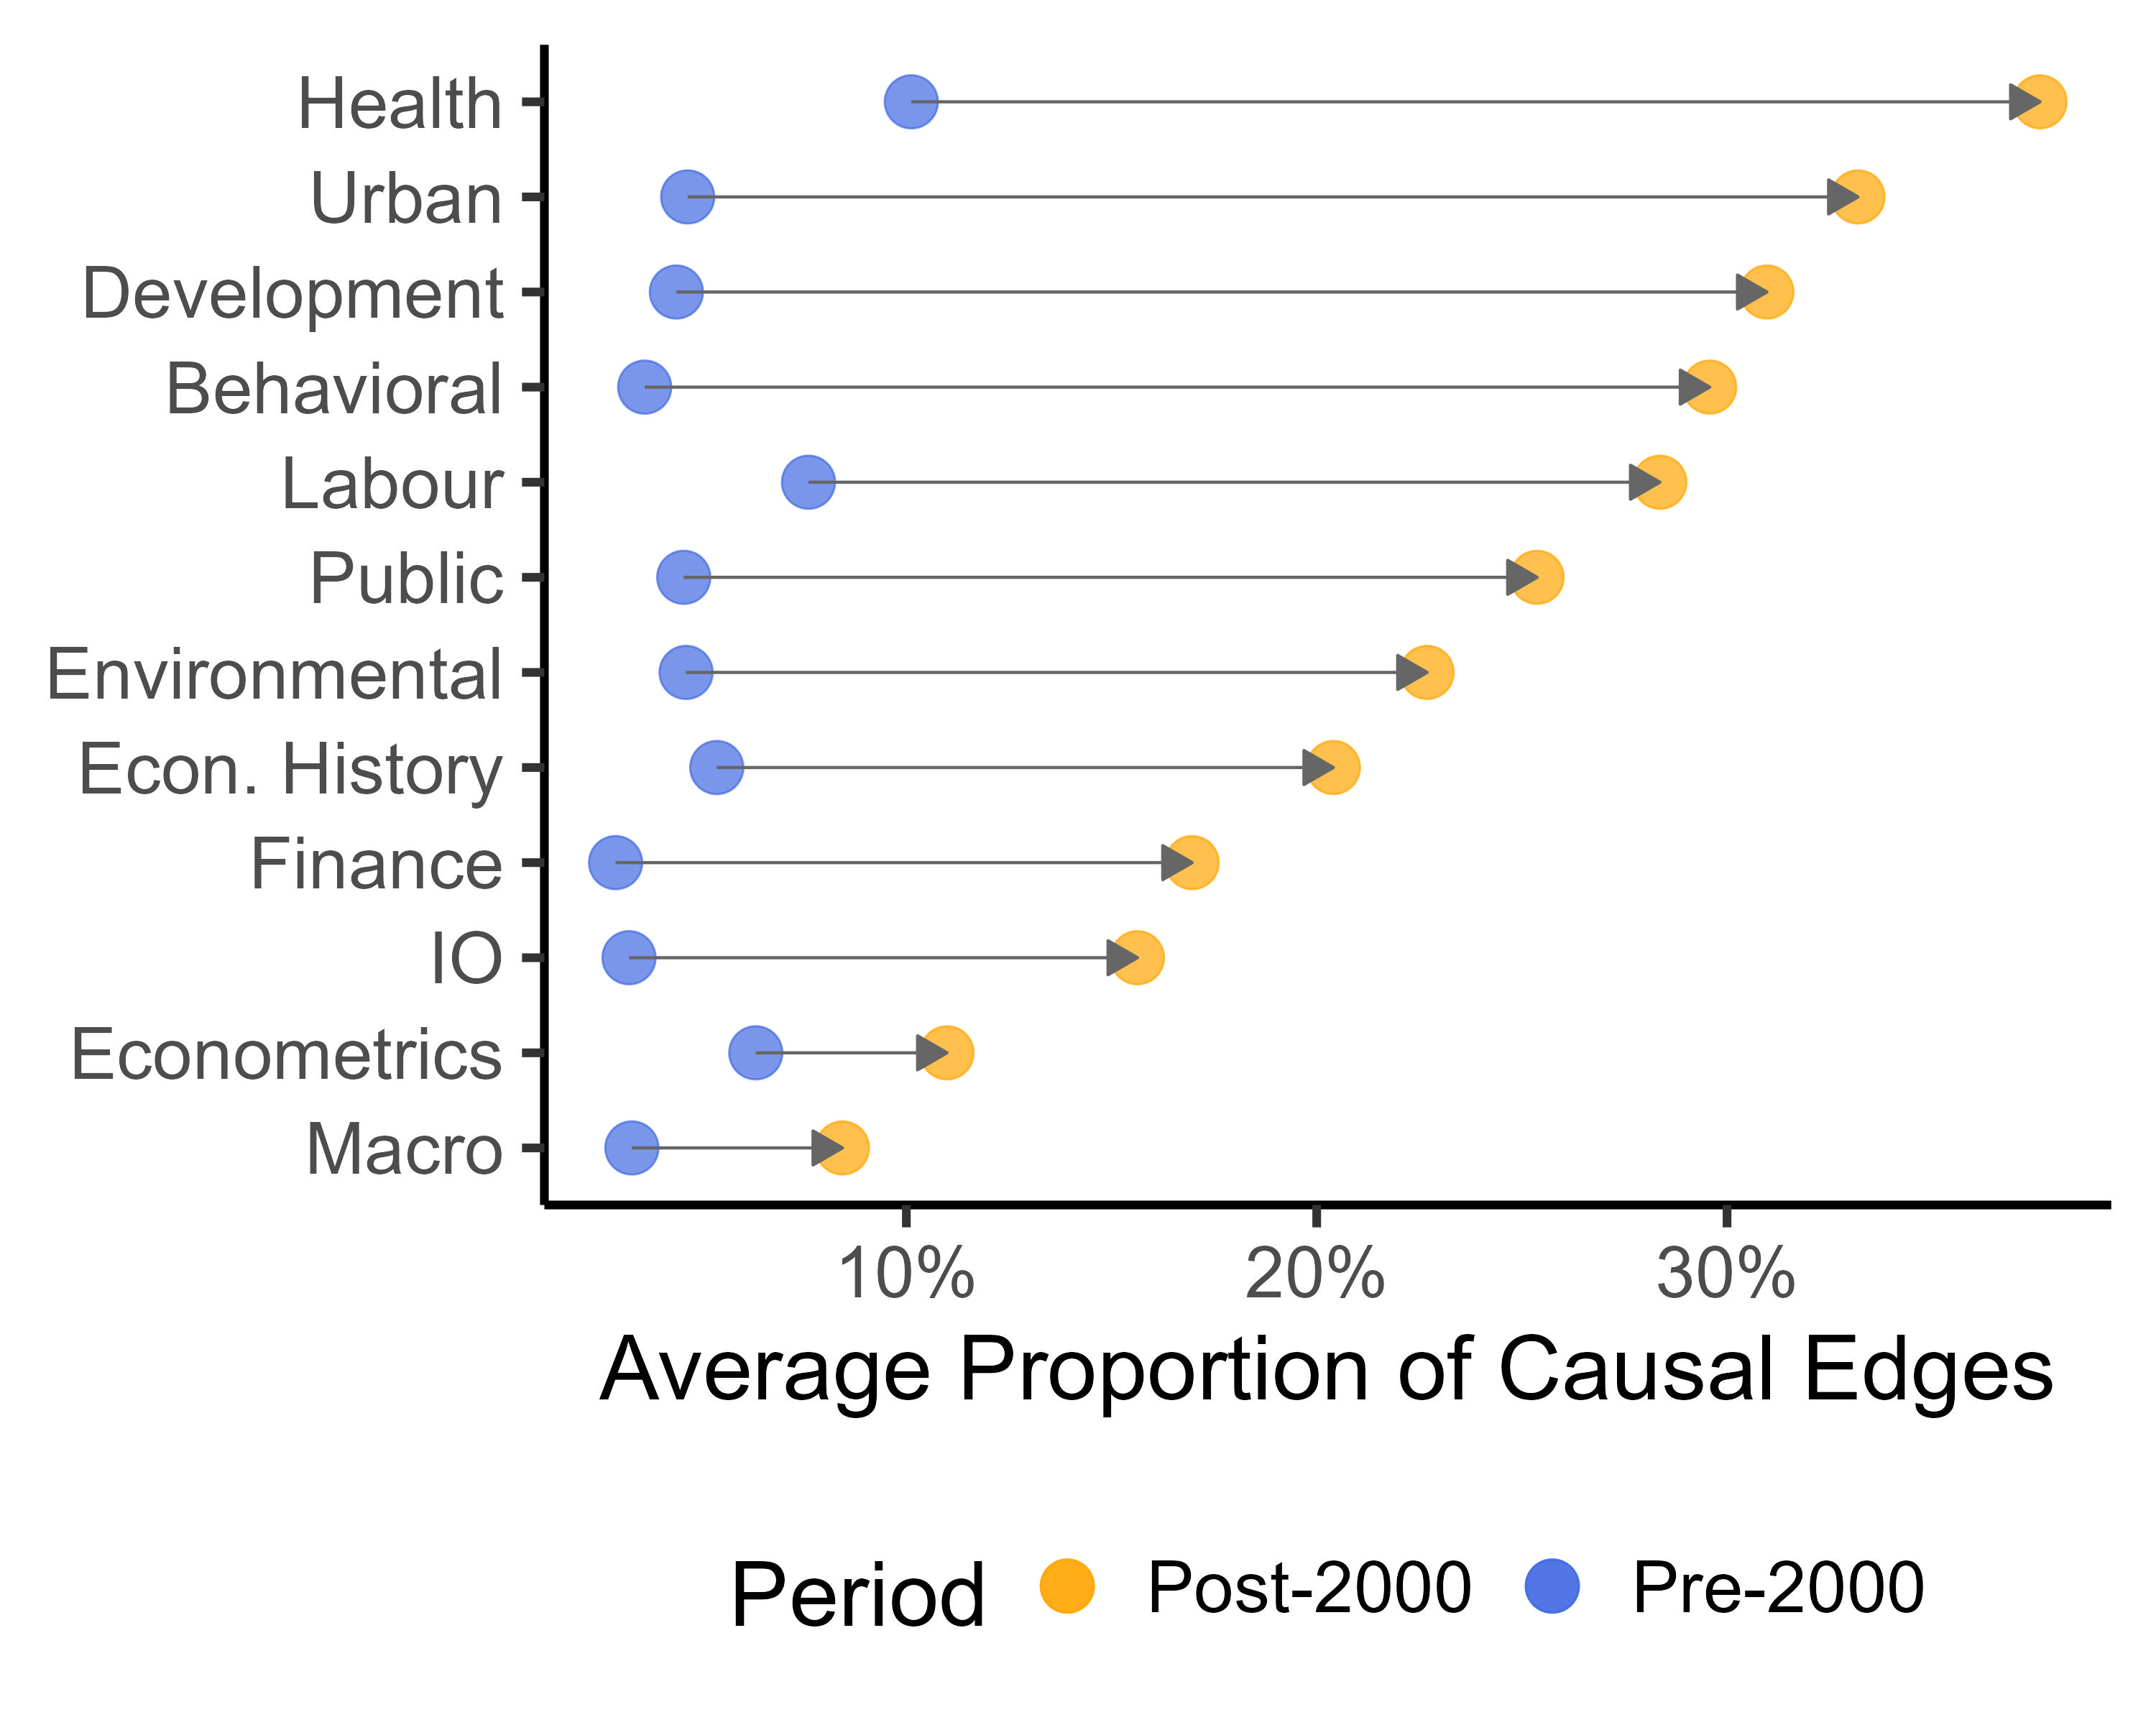 Health
Urban
Development
Behavioral
Labour
Public
Environmental
Econ. History
Finance
IO
Econometrics
Macro
10% 20% 30%
Average Proportion of Causal Edges
Period Post-2000 Pre-2000